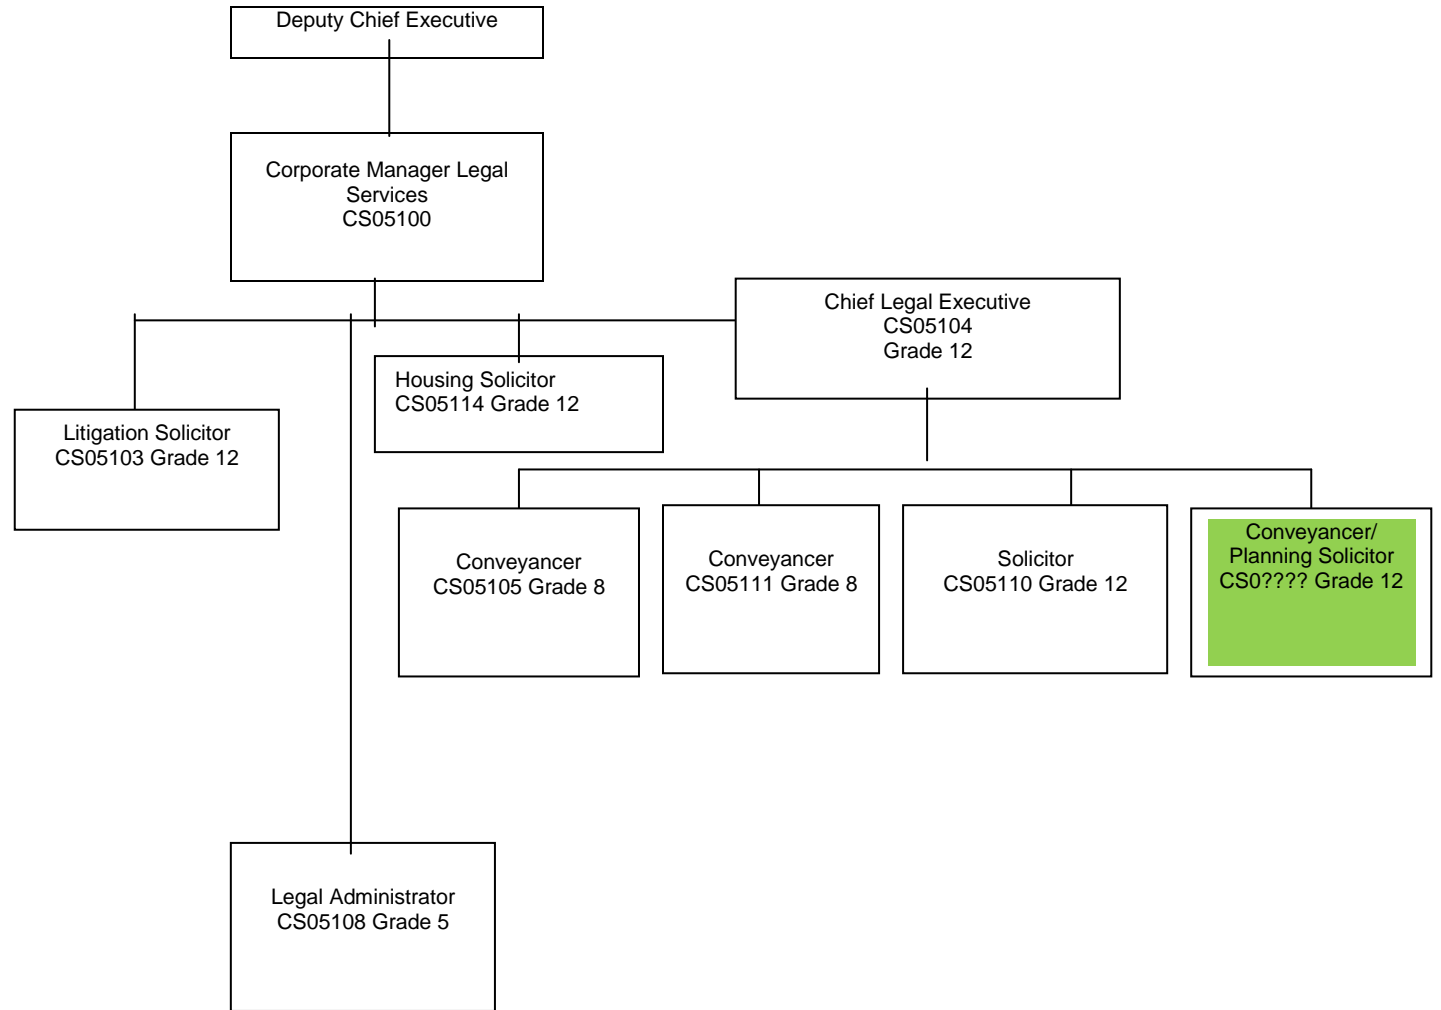 Deputy Chief Executive
Corporate Manager Legal
Services
CS05100
Chief Legal Executive
CS05104
Grade 12
Housing Solicitor
CS05114 Grade 12
Litigation Solicitor
CS05103 Grade 12
Conveyancer
CS05105 Grade 8
Conveyancer
CS05111 Grade 8
Solicitor
CS05110 Grade 12
Conveyancer/
Planning Solicitor
CS0???? Grade 12
Legal Administrator
CS05108 Grade 5